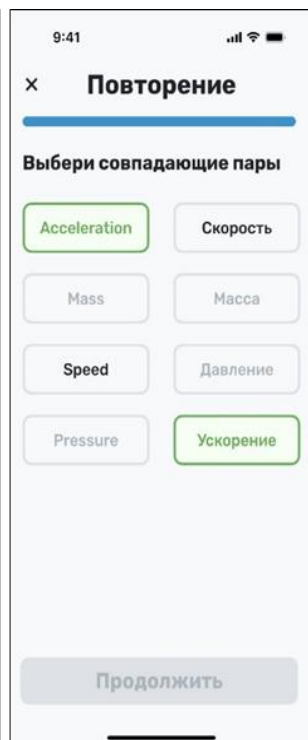 9:41
× Повторение
Выбери совпадающие пары
Acceleration Скорость
Mass Масса
Speed Давление
Pressure Ускорение
Продолжить